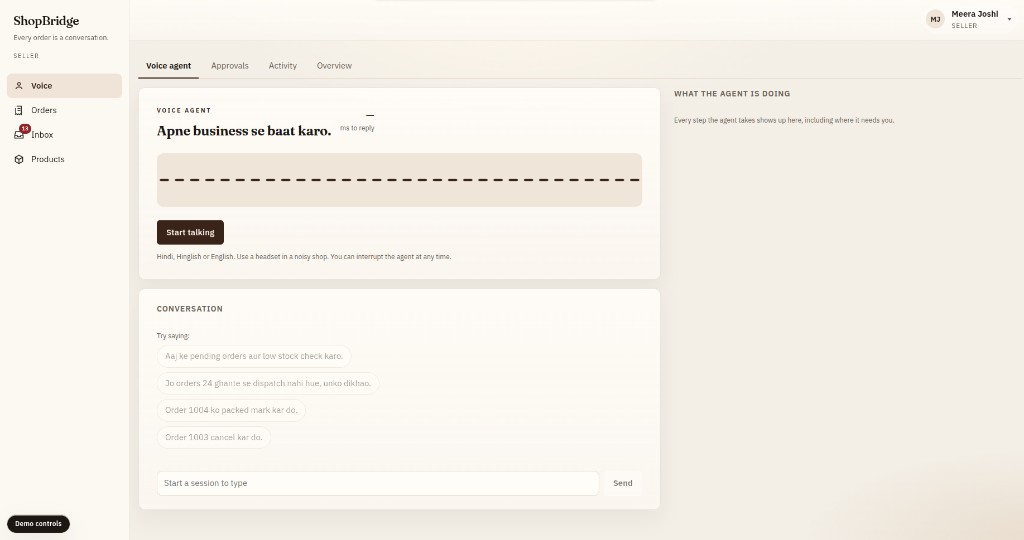 ShopBridge
Every order is a conversation.
SELLER
Voice
Orders
13
Inbox
Products
Demo controls
MJ
Meera Joshi
SELLER
Voice agent
Approvals
Activity
Overview
VOICE AGENT
Apne business se baat karo.
—
ms to reply
Start talking
Hindi, Hinglish or English. Use a headset in a noisy shop. You can interrupt the agent at any time.
CONVERSATION
Try saying:
Aaj ke pending orders aur low stock check karo.
Jo orders 24 ghante se dispatch nahi hue, unko dikhao.
Order 1004 ko packed mark kar do.
Order 1003 cancel kar do.
Start a session to type
Send
WHAT THE AGENT IS DOING
Every step the agent takes shows up here, including where it needs you.